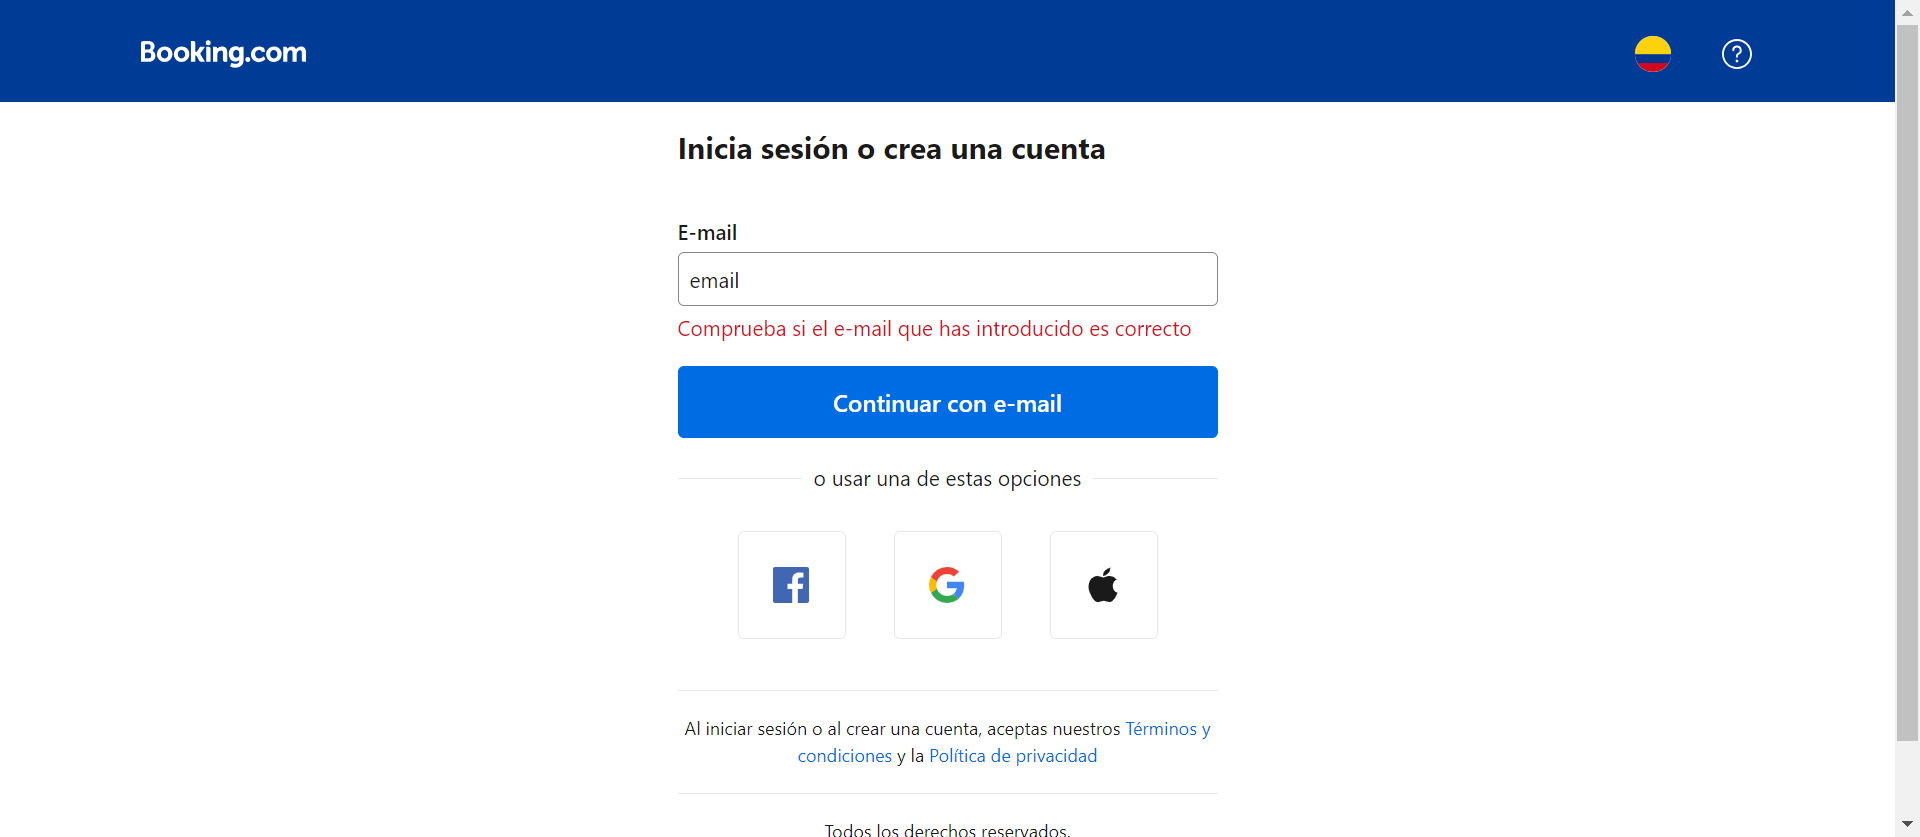 Booking.com
?
Inicia sesión o crea una cuenta
E-mail
email
Comprueba si el e-mail que has introducido es correcto
Continuar con e-mail
o usar una de estas opciones
Al iniciar sesión o al crear una cuenta, aceptas nuestros Términos y
condiciones y la Política de privacidad
Todos los derechos reservados.